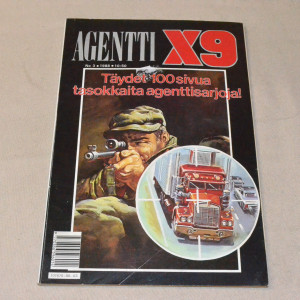 AGENTTI X9
Täydet 100 sivua
tasokkaita agenttisarjoja!